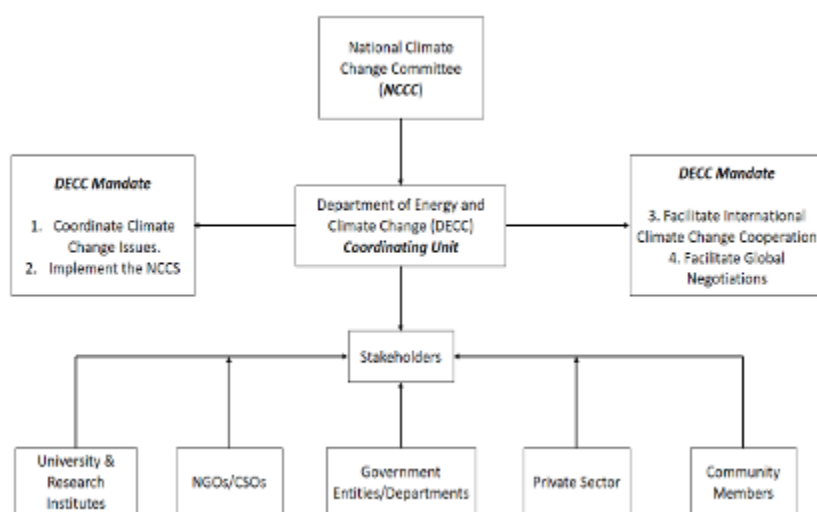 National Climate
Change Committee
(NCCC)
DECC Mandate
1. Coordinate Climate
Change Issues.
2. Implement the NCCS
Department of Energy and
Climate Change (DECC)
Coordinating Unit
DECC Mandate
3. Facilitate International
Climate Change Cooperation
4. Facilitate Global
Negotiations
Stakeholders
University &
Research
Institutes
NGOs/CSOs
Government
Entities/Departments
Private Sector
Community
Members